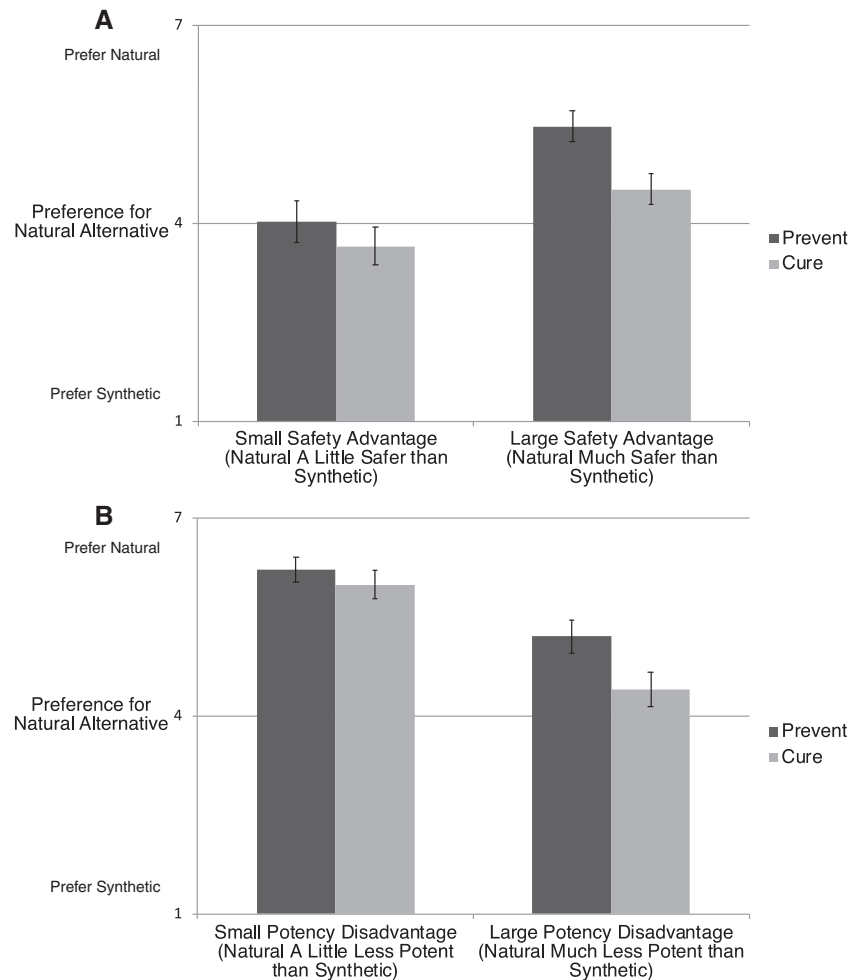 A
7
Prefer Natural
Preference for
Natural Alternative
4
Prevent
Cure
Prefer Synthetic
1
Small Safety Advantage
(Natural A Little Safer than
Synthetic)
Large Safety Advantage
(Natural Much Safer than
Synthetic)
B
7
Prefer Natural
Preference for
Natural Alternative
4
Prevent
Cure
Prefer Synthetic
1
Small Potency Disadvantage
(Natural A Little Less Potent
than Synthetic)
Large Potency Disadvantage
(Natural Much Less Potent than
Synthetic)